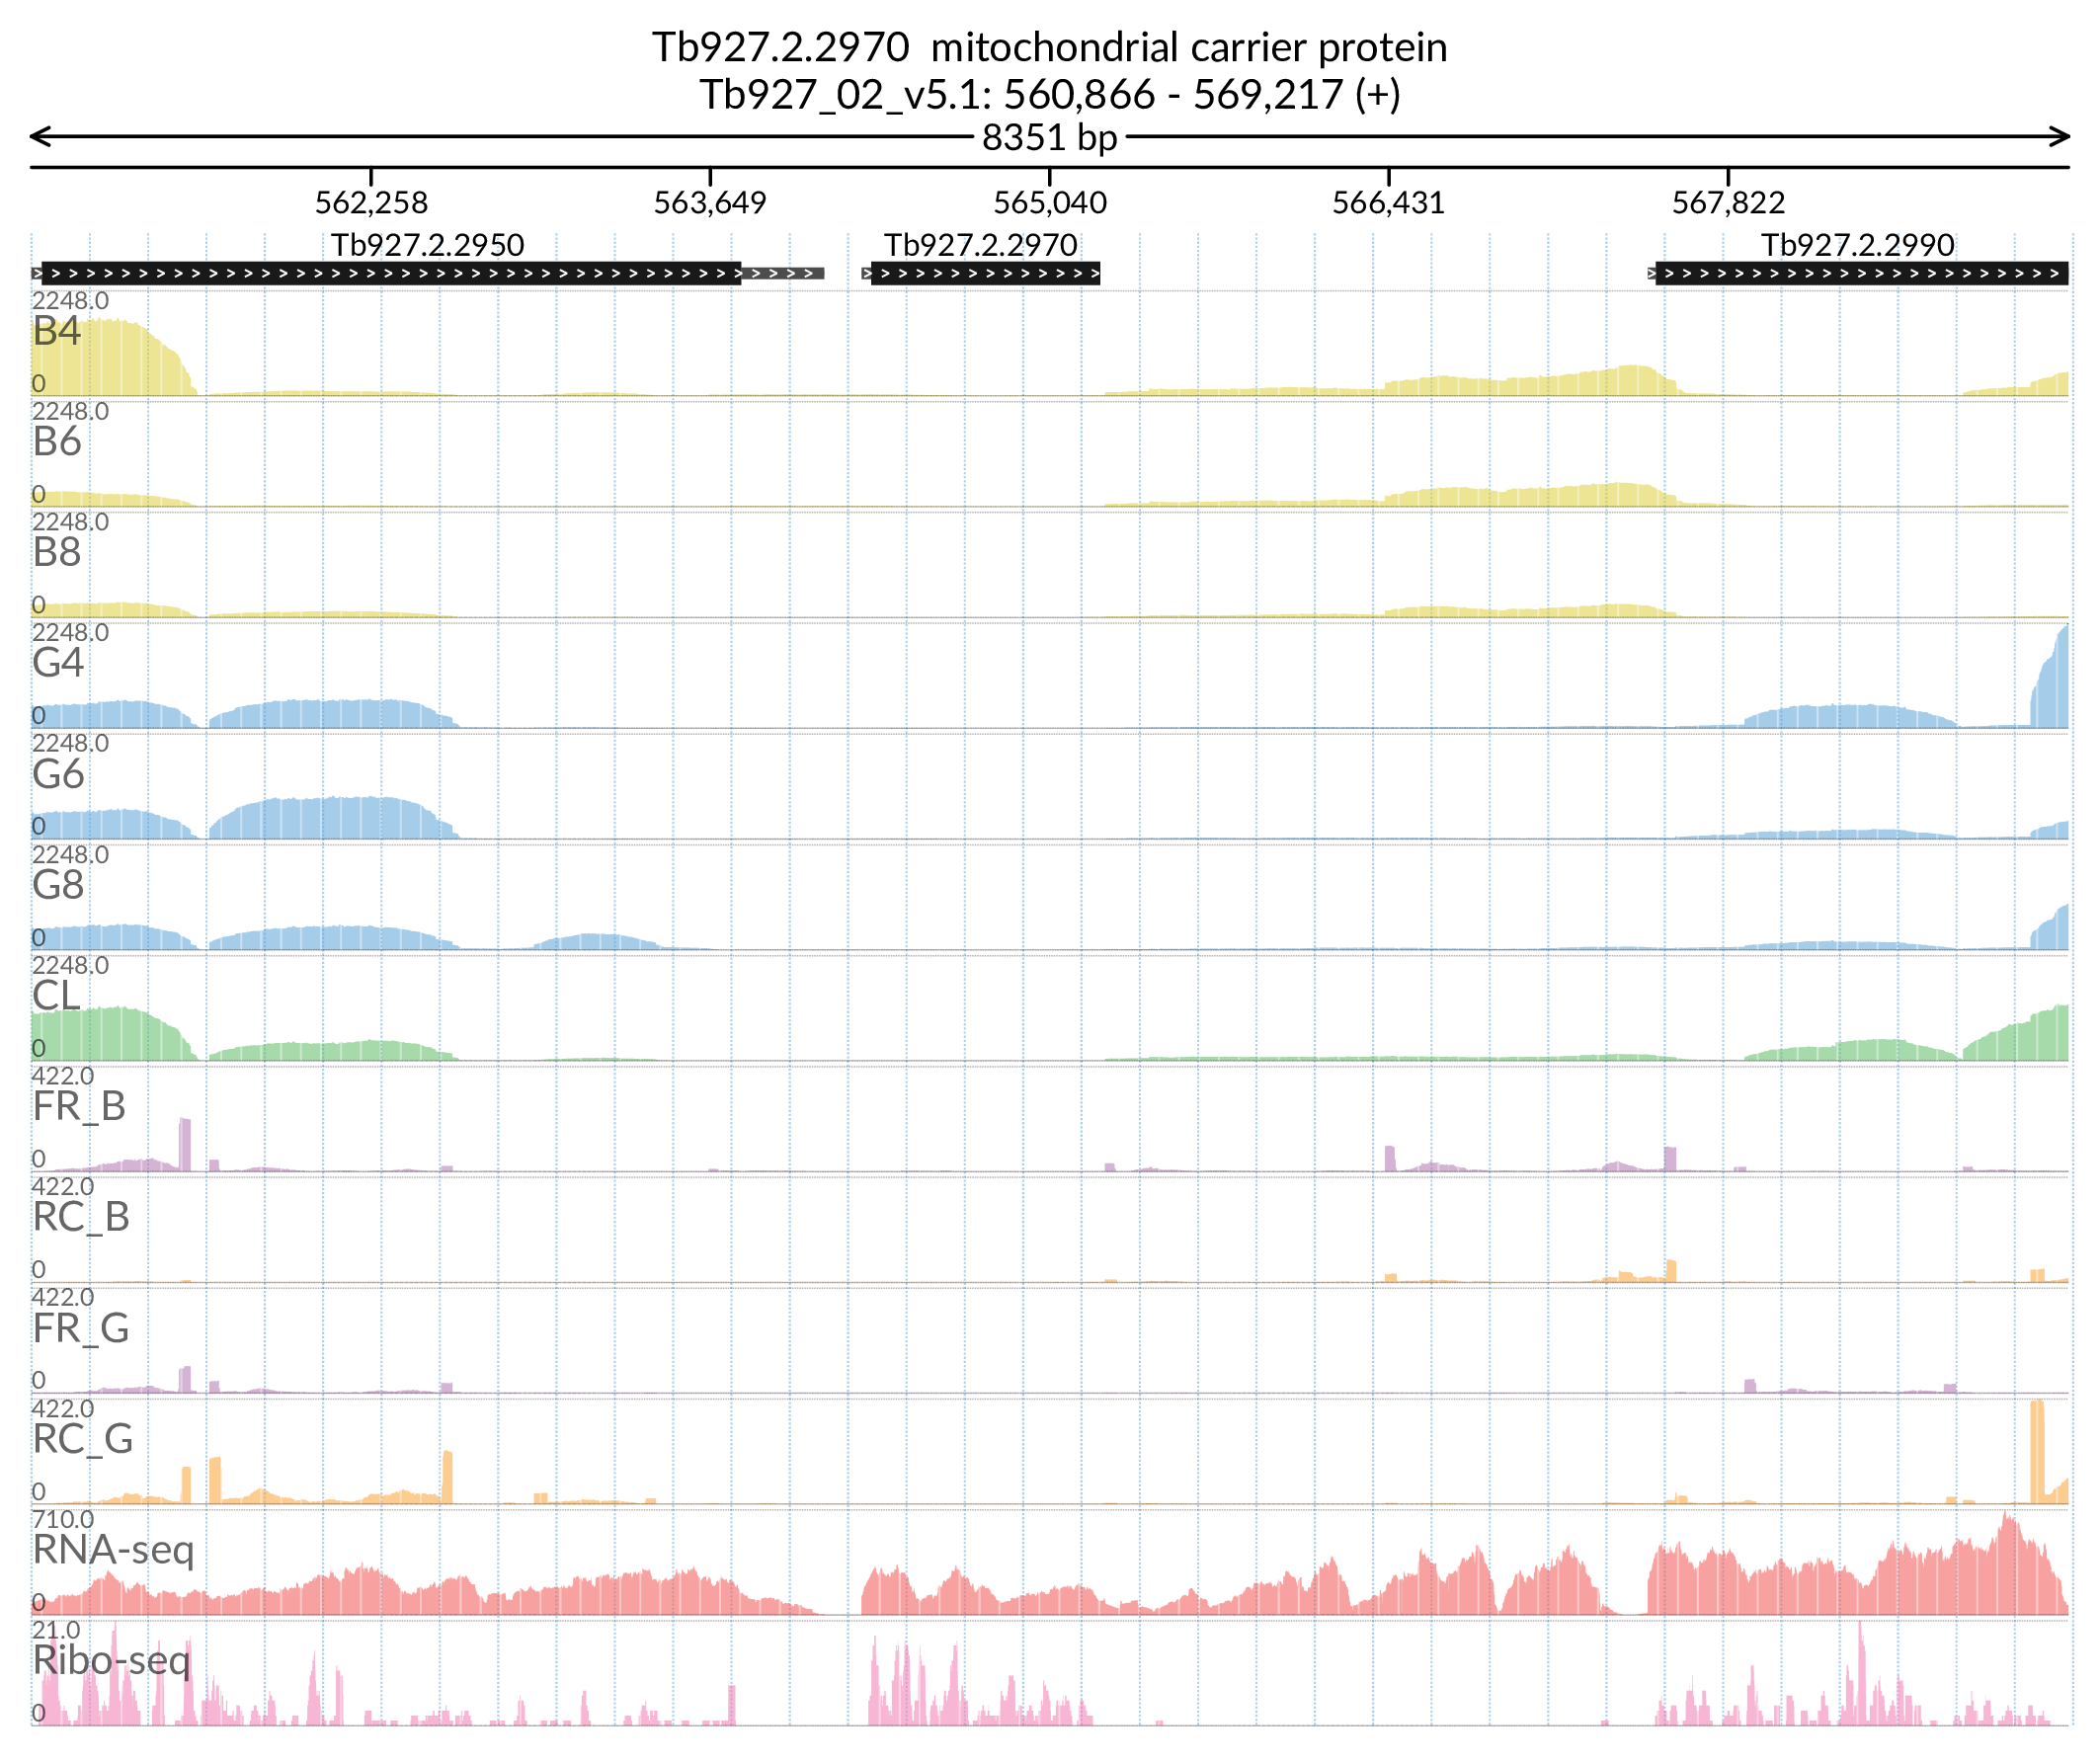 Tb927.2.2970 mitochondrial carrier protein
Tb927_02_v5.1: 560,866 - 569,217 (+)
8351 bp
562,258 563,649 565,040 566,431 567,822
Tb927.2.2950 Tb927.2.2970 Tb927.2.2990
2248.0
B4
0
2248.0
B6
0
2248.0
B8
0
2248.0
G4
0
2248.0
G6
0
2248.0
G8
0
2248.0
CL
0
422.0
FR_B
0
422.0
RC_B
0
422.0
FR_G
0
422.0
RC_G
0
710.0
RNA-seq
0
21.0
Ribo-seq
0